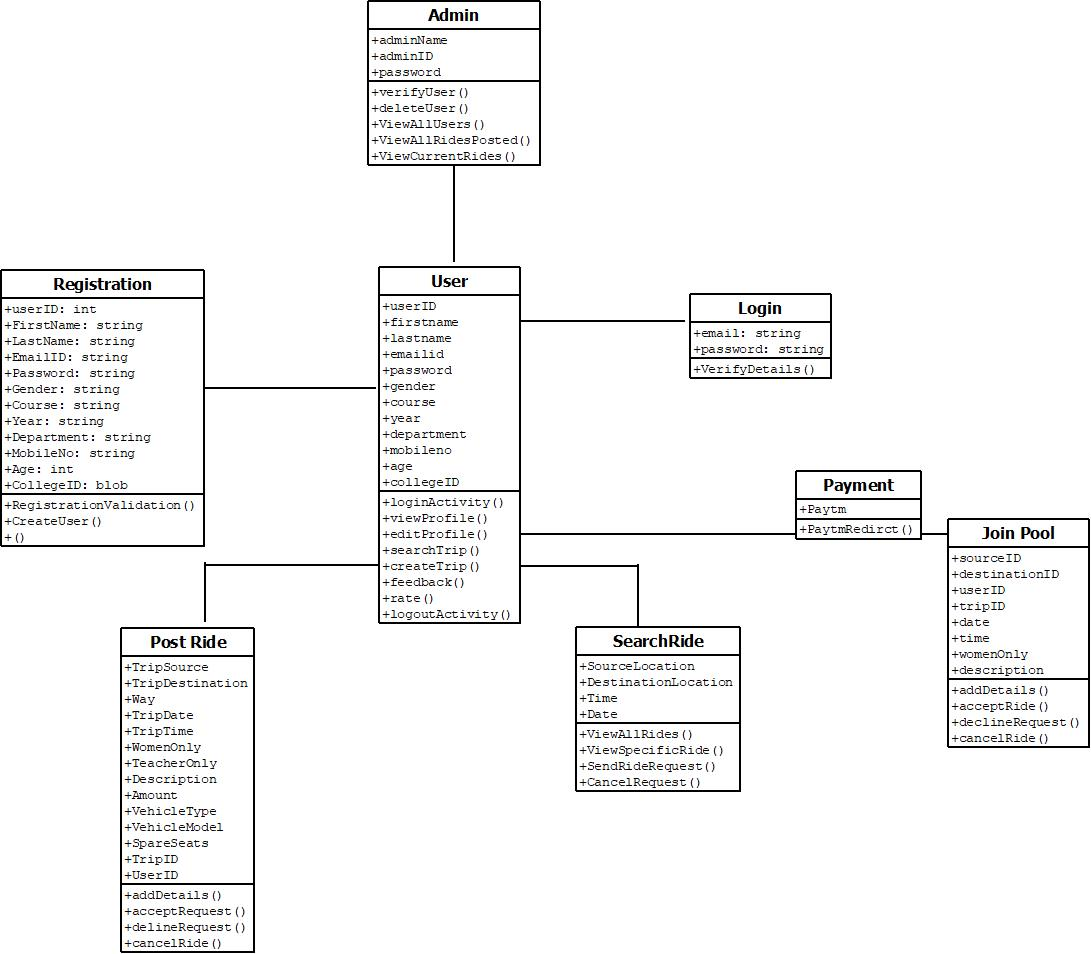 Admin
+adminName
+adminID
+password
+verifyUser()
+deleteUser()
+ViewAllUsers()
+ViewAllRidesPosted()
+ViewCurrentRides()
Registration
+userID: int
+FirstName: string
+LastName: string
+EmailID: string
+Password: string
+Gender: string
+Course: string
+Year: string
+Department: string
+MobileNo: string
+Age: int
+CollegeID: blob
+RegistrationValidation()
+CreateUser()
+()
User
+userID
+firstname
+lastname
+emailid
+password
+gender
+course
+year
+department
+mobileno
+age
+collegeID
+loginActivity()
+viewProfile()
+editProfile()
+searchTrip()
+createTrip()
+feedback()
+rate()
+logoutActivity()
Login
+email: string
+password: string
+VerifyDetails()
Payment
+Paytm
+PaytmRedirct()
Join Pool
+sourceID
+destinationID
+userID
+tripID
+date
+time
+womenOnly
+description
+addDetails()
+acceptRide()
+declineRequest()
+cancelRide()
Post Ride
+TripSource
+TripDestination
+Way
+TripDate
+TripTime
+WomenOnly
+TeacherOnly
+Description
+Amount
+VehicleType
+VehicleModel
+SpareSeats
+TripID
+UserID
+addDetails()
+acceptRequest()
+delineRequest()
+cancelRide()
SearchRide
+SourceLocation
+DestinationLocation
+Time
+Date
+ViewAllRides()
+ViewSpecificRide()
+SendRideRequest()
+CancelRequest()